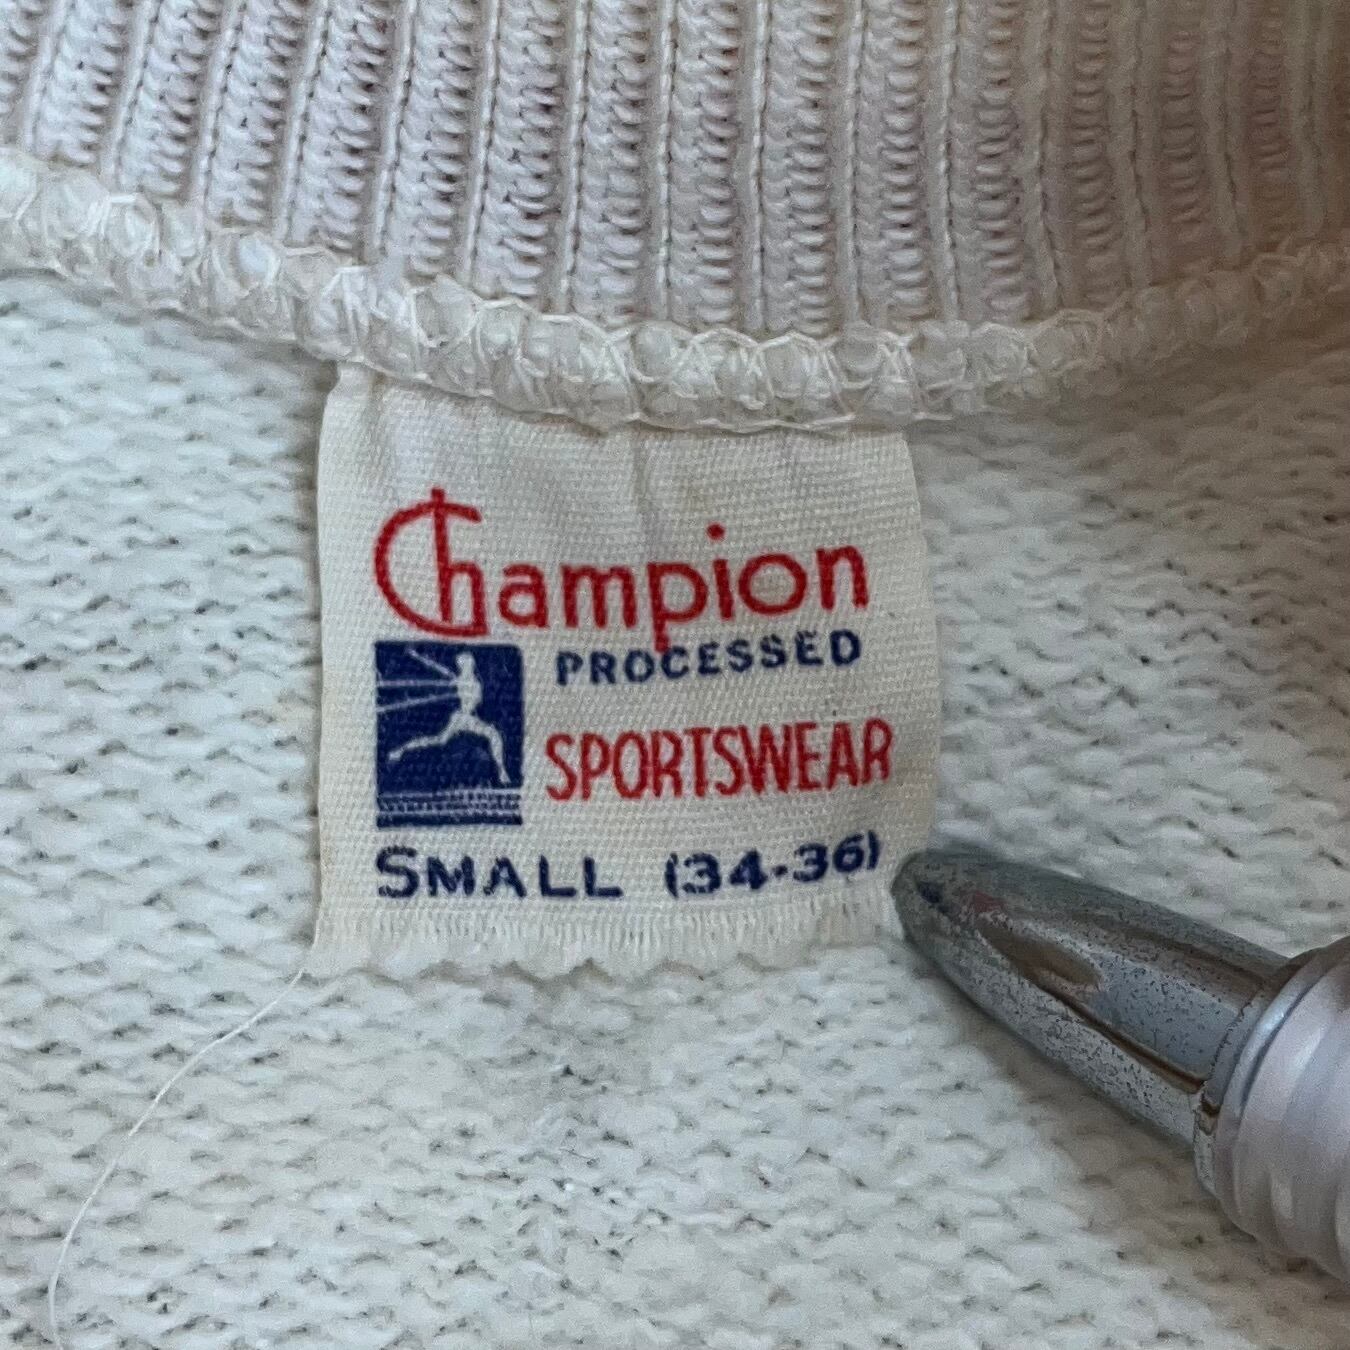 Champion
PROCESSED
SPORTSWEAR
SMALL (34-36)